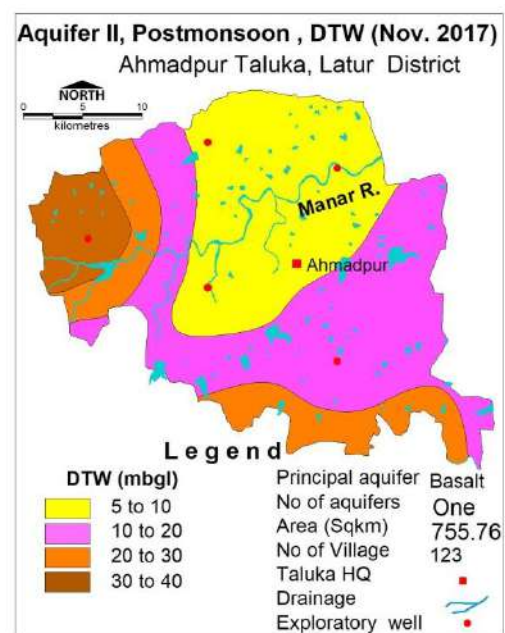 Aquifer II, Postmonsoon , DTW (Nov. 2017)
Ahmadpur Taluka, Latur District
NORTH
0 5 10
kilometres
Manar R.
Ahmadpur
Legend
DTW (mbgl)
5 to 10
10 to 20
20 to 30
30 to 40
Principal aquifer Basalt
No of aquifers One
Area (Sqkm) 755.76
No of Village 123
Taluka HQ
Drainage
Exploratory well